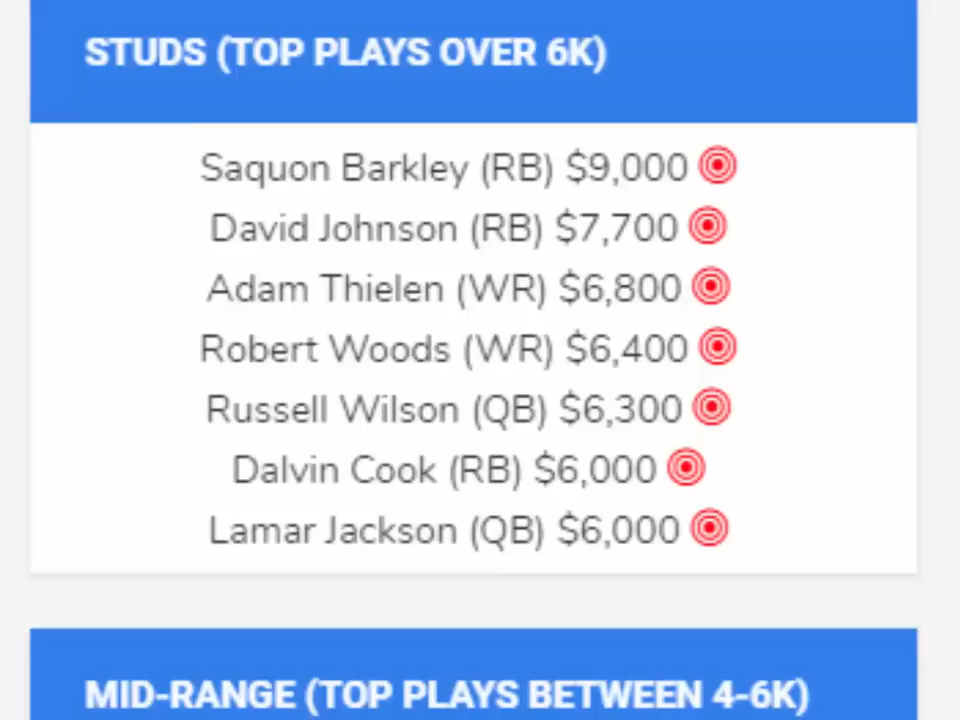 STUDS (TOP PLAYS OVER 6K)
Saquon Barkley (RB) $9,000
David Johnson (RB) $7,700
Adam Thielen (WR) $6,800
Robert Woods (WR) $6,400
Russell Wilson (QB) $6,300
Dalvin Cook (RB) $6,000
Lamar Jackson (QB) $6,000
MID-RANGE (TOP PLAYS BETWEEN 4-6K)